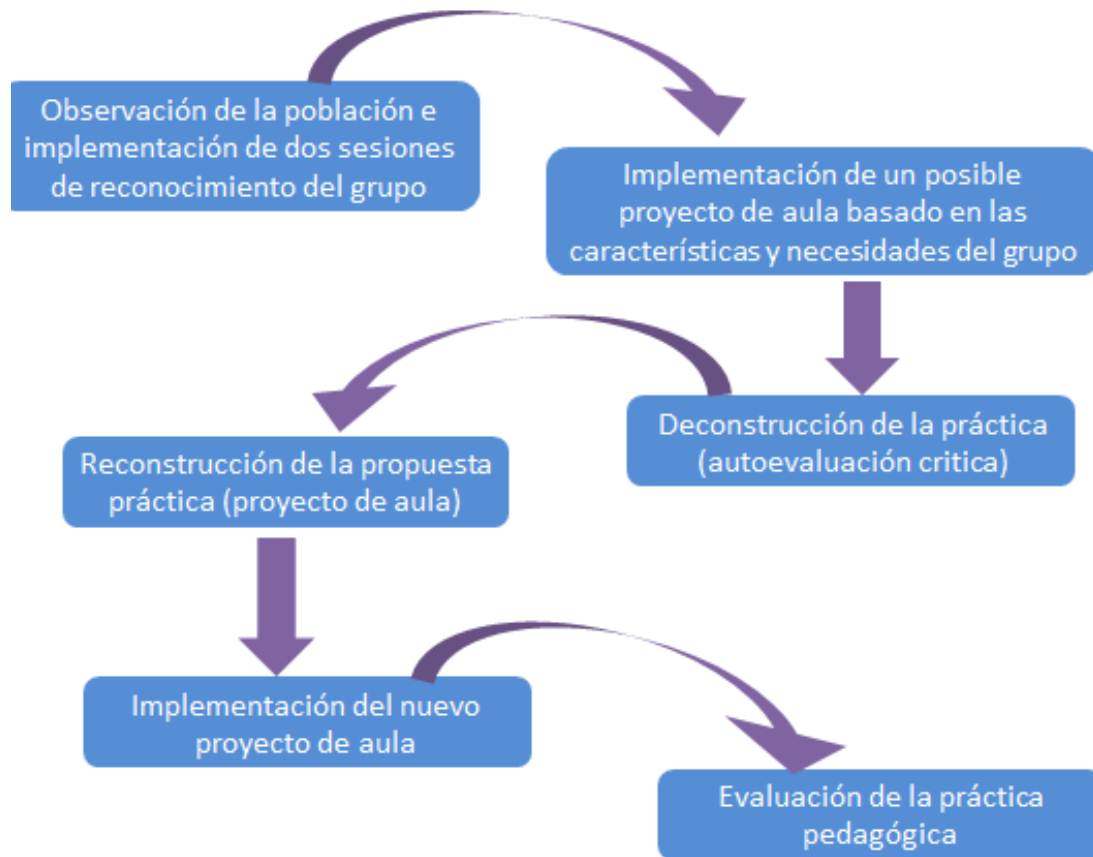 Observación de la población e
implementación de dos sesiones
de reconocimiento del grupo
Implementación de un posible
proyecto de aula basado en las
características y necesidades del grupo
Deconstrucción de la práctica
(autoevaluación critica)
Reconstrucción de la propuesta
práctica (proyecto de aula)
Implementación del nuevo
proyecto de aula
Evaluación de la práctica
pedagógica